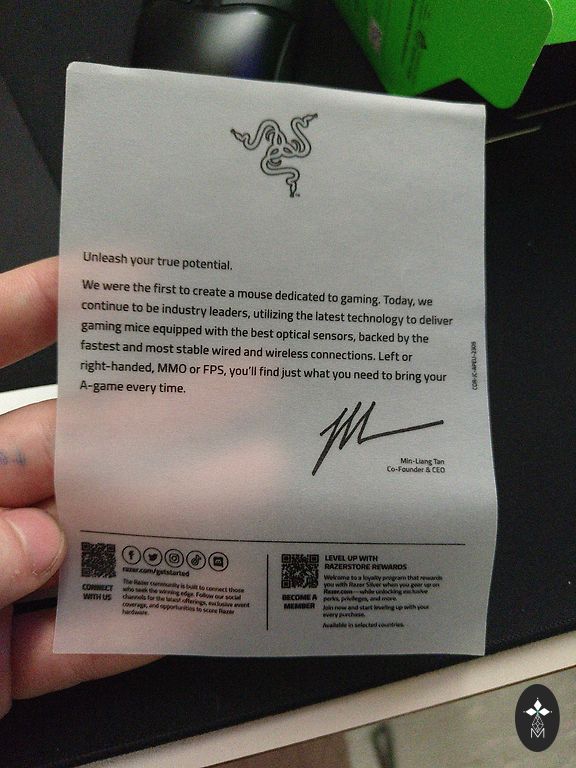 Unleash your true potential.
We were the first to create a mouse dedicated to gaming. Today, we
continue to be industry leaders, utilizing the latest technology to deliver
gaming mice equipped with the best optical sensors, backed by the
fastest and most stable wired and wireless connections. Left or
right-handed, MMO or FPS, you'll find just what you need to bring your
A-game every time.
Min-Liang Tan
Co-Founder & CEO
razer.com/getstarted
CONNECT
WITH US
The Razer community is built to connect those
who seek the winning edge. Follow our social
channels for the latest offerings, exclusive event
coverage, and opportunities to score Razer
hardware.
BECOME A
MEMBER
LEVEL UP WITH
RAZERSTORE REWARDS
Welcome to a loyalty program that rewards
you with Razer Silver when you gear up on
Razer.com—while unlocking exclusive
perks, privileges, and more.
Join now and start leveling up with your
every purchase.
Available in selected countries.